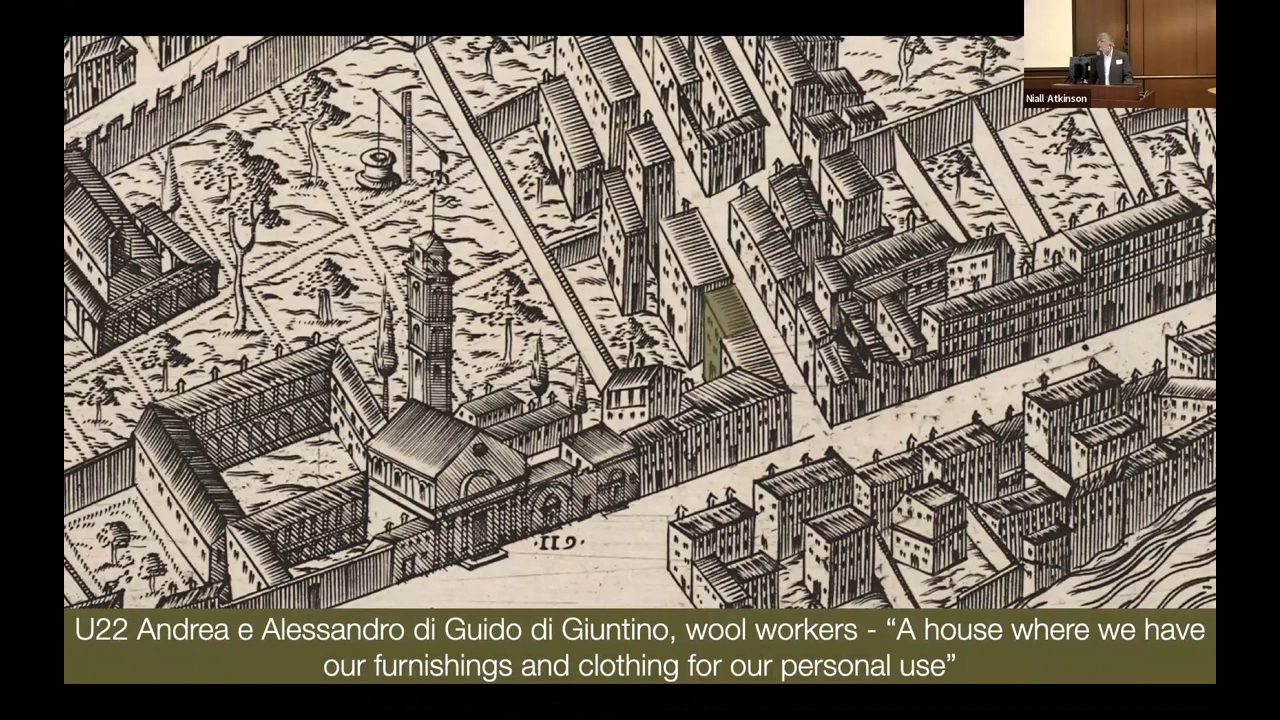 Niall Atkinson
·119·
U22 Andrea e Alessandro di Guido di Giuntino, wool workers - “A house where we have
our furnishings and clothing for our personal use”